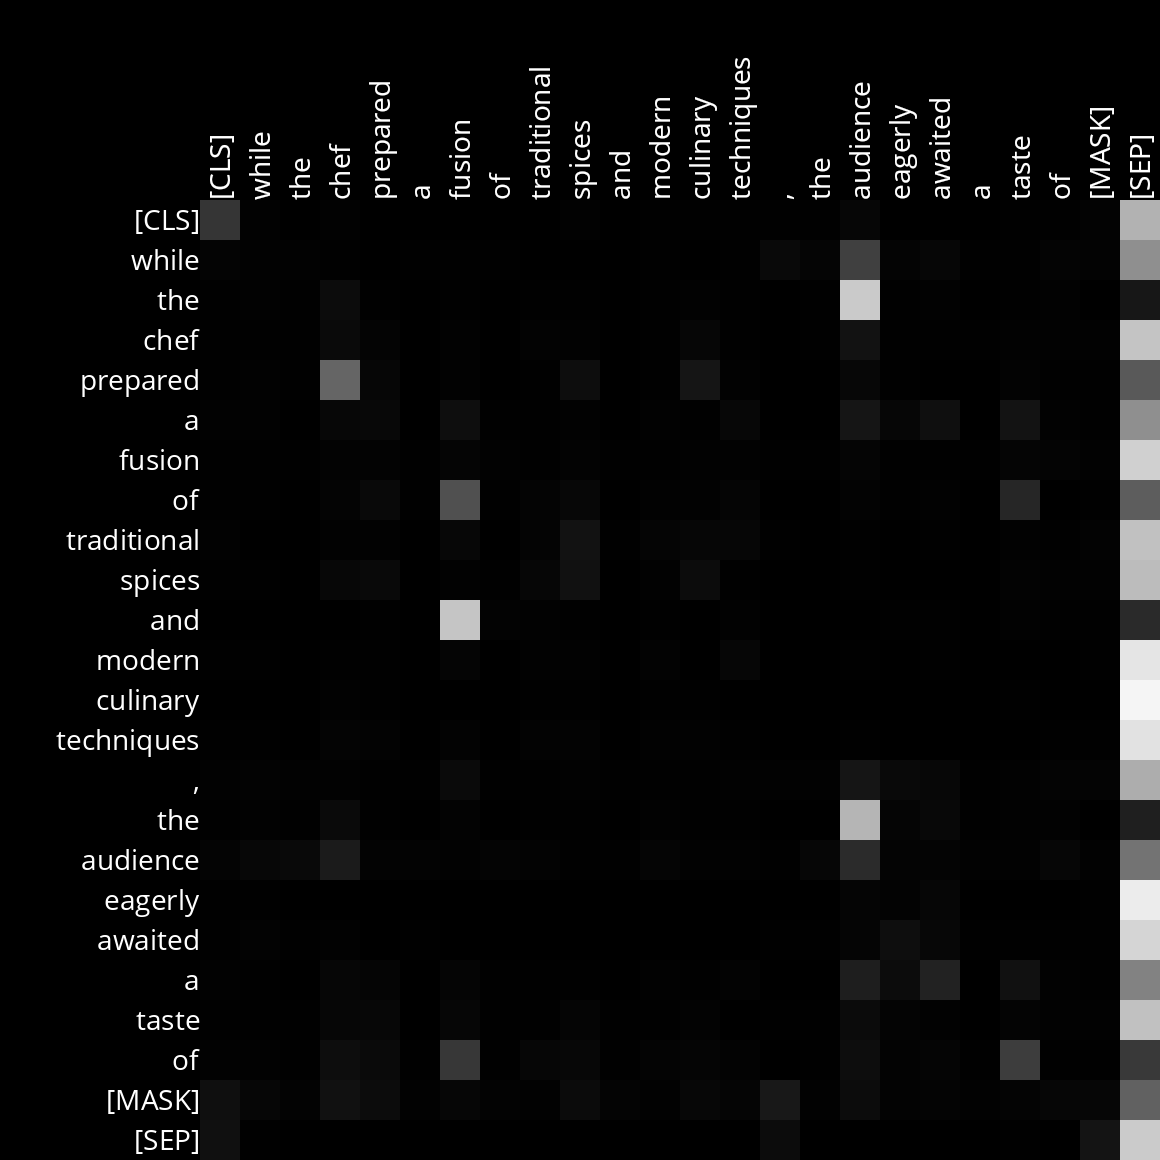 [CLS] while the chef prepared a fusion of traditional spices and modern culinary techniques , the audience eagerly awaited a taste of [MASK] [SEP]
[CLS]
while
the
chef
prepared
a
fusion
of
traditional
spices
and
modern
culinary
techniques
,
the
audience
eagerly
awaited
a
taste
of
[MASK]
[SEP]